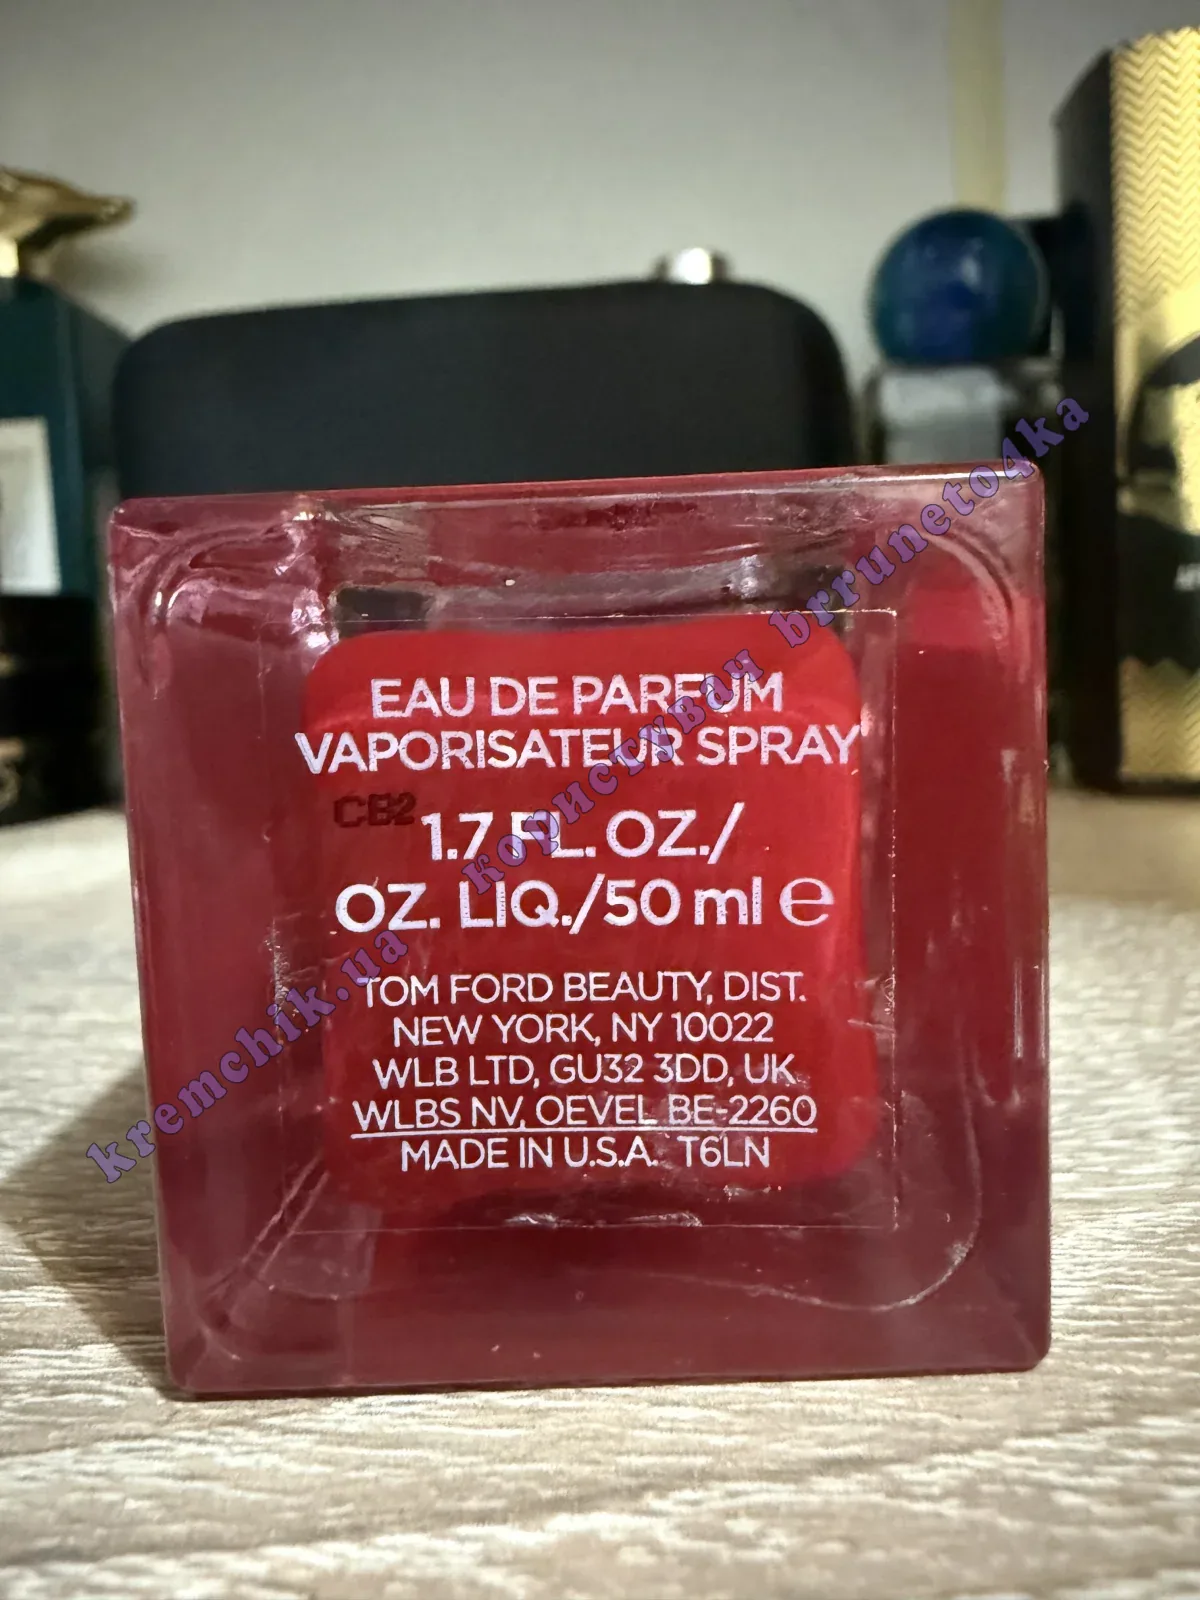 EAU DE PARFUM
VAPORISATEUR SPRAY
CB2
1.7 FL. OZ./
OZ. LIQ./50 ml e
TOM FORD BEAUTY, DIST.
NEW YORK, NY 10022
WLB LTD, GU32 3DD, UK
WLBS NV, OEVEL BE-2260
MADE IN U.S.A. T6LN
kremchik.ua користувач brruneto4ka